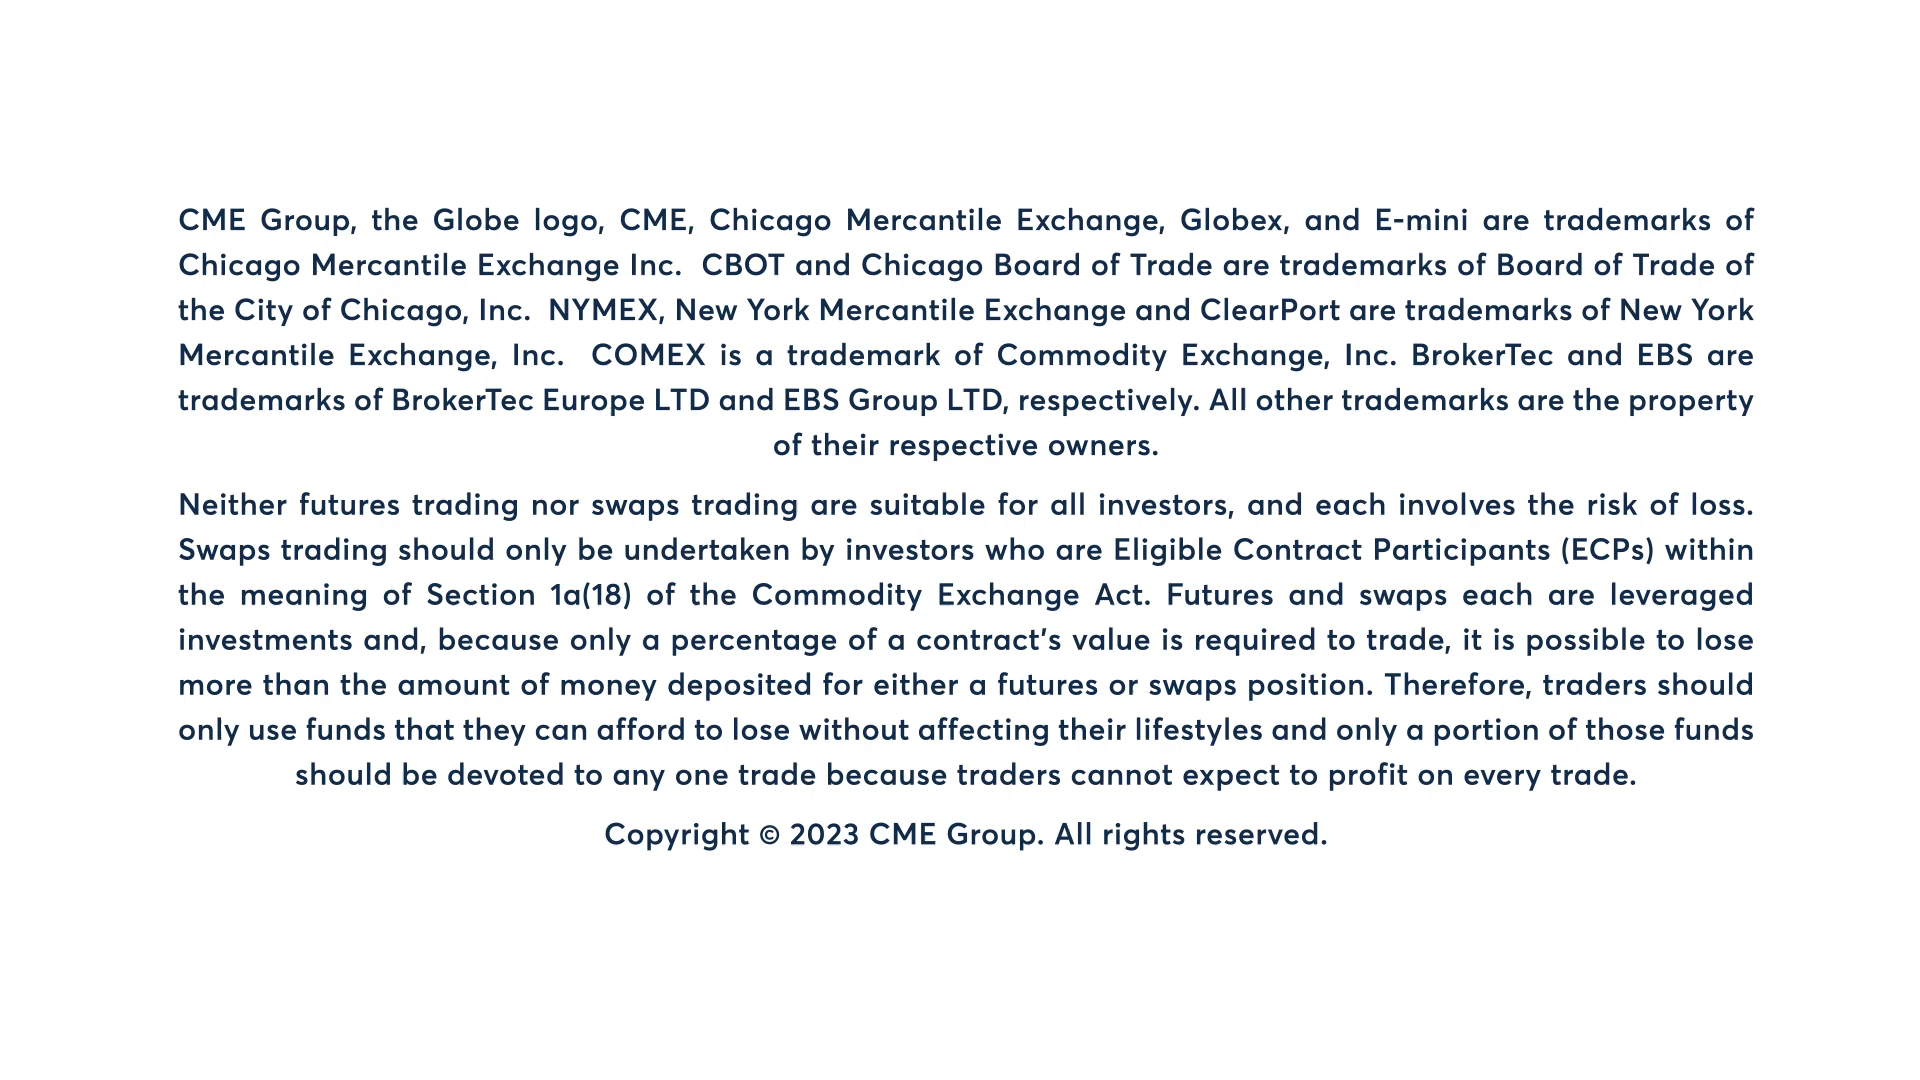 CME Group, the Globe logo, CME, Chicago Mercantile Exchange, Globex, and E-mini are trademarks of
Chicago Mercantile Exchange Inc.  CBOT and Chicago Board of Trade are trademarks of Board of Trade of
the City of Chicago, Inc.  NYMEX, New York Mercantile Exchange and ClearPort are trademarks of New York
Mercantile Exchange, Inc.  COMEX is a trademark of Commodity Exchange, Inc. BrokerTec and EBS are
trademarks of BrokerTec Europe LTD and EBS Group LTD, respectively. All other trademarks are the property
of their respective owners.
Neither futures trading nor swaps trading are suitable for all investors, and each involves the risk of loss.
Swaps trading should only be undertaken by investors who are Eligible Contract Participants (ECPs) within
the meaning of Section 1a(18) of the Commodity Exchange Act. Futures and swaps each are leveraged
investments and, because only a percentage of a contract's value is required to trade, it is possible to lose
more than the amount of money deposited for either a futures or swaps position. Therefore, traders should
only use funds that they can afford to lose without affecting their lifestyles and only a portion of those funds
should be devoted to any one trade because traders cannot expect to profit on every trade.
Copyright © 2023 CME Group. All rights reserved.